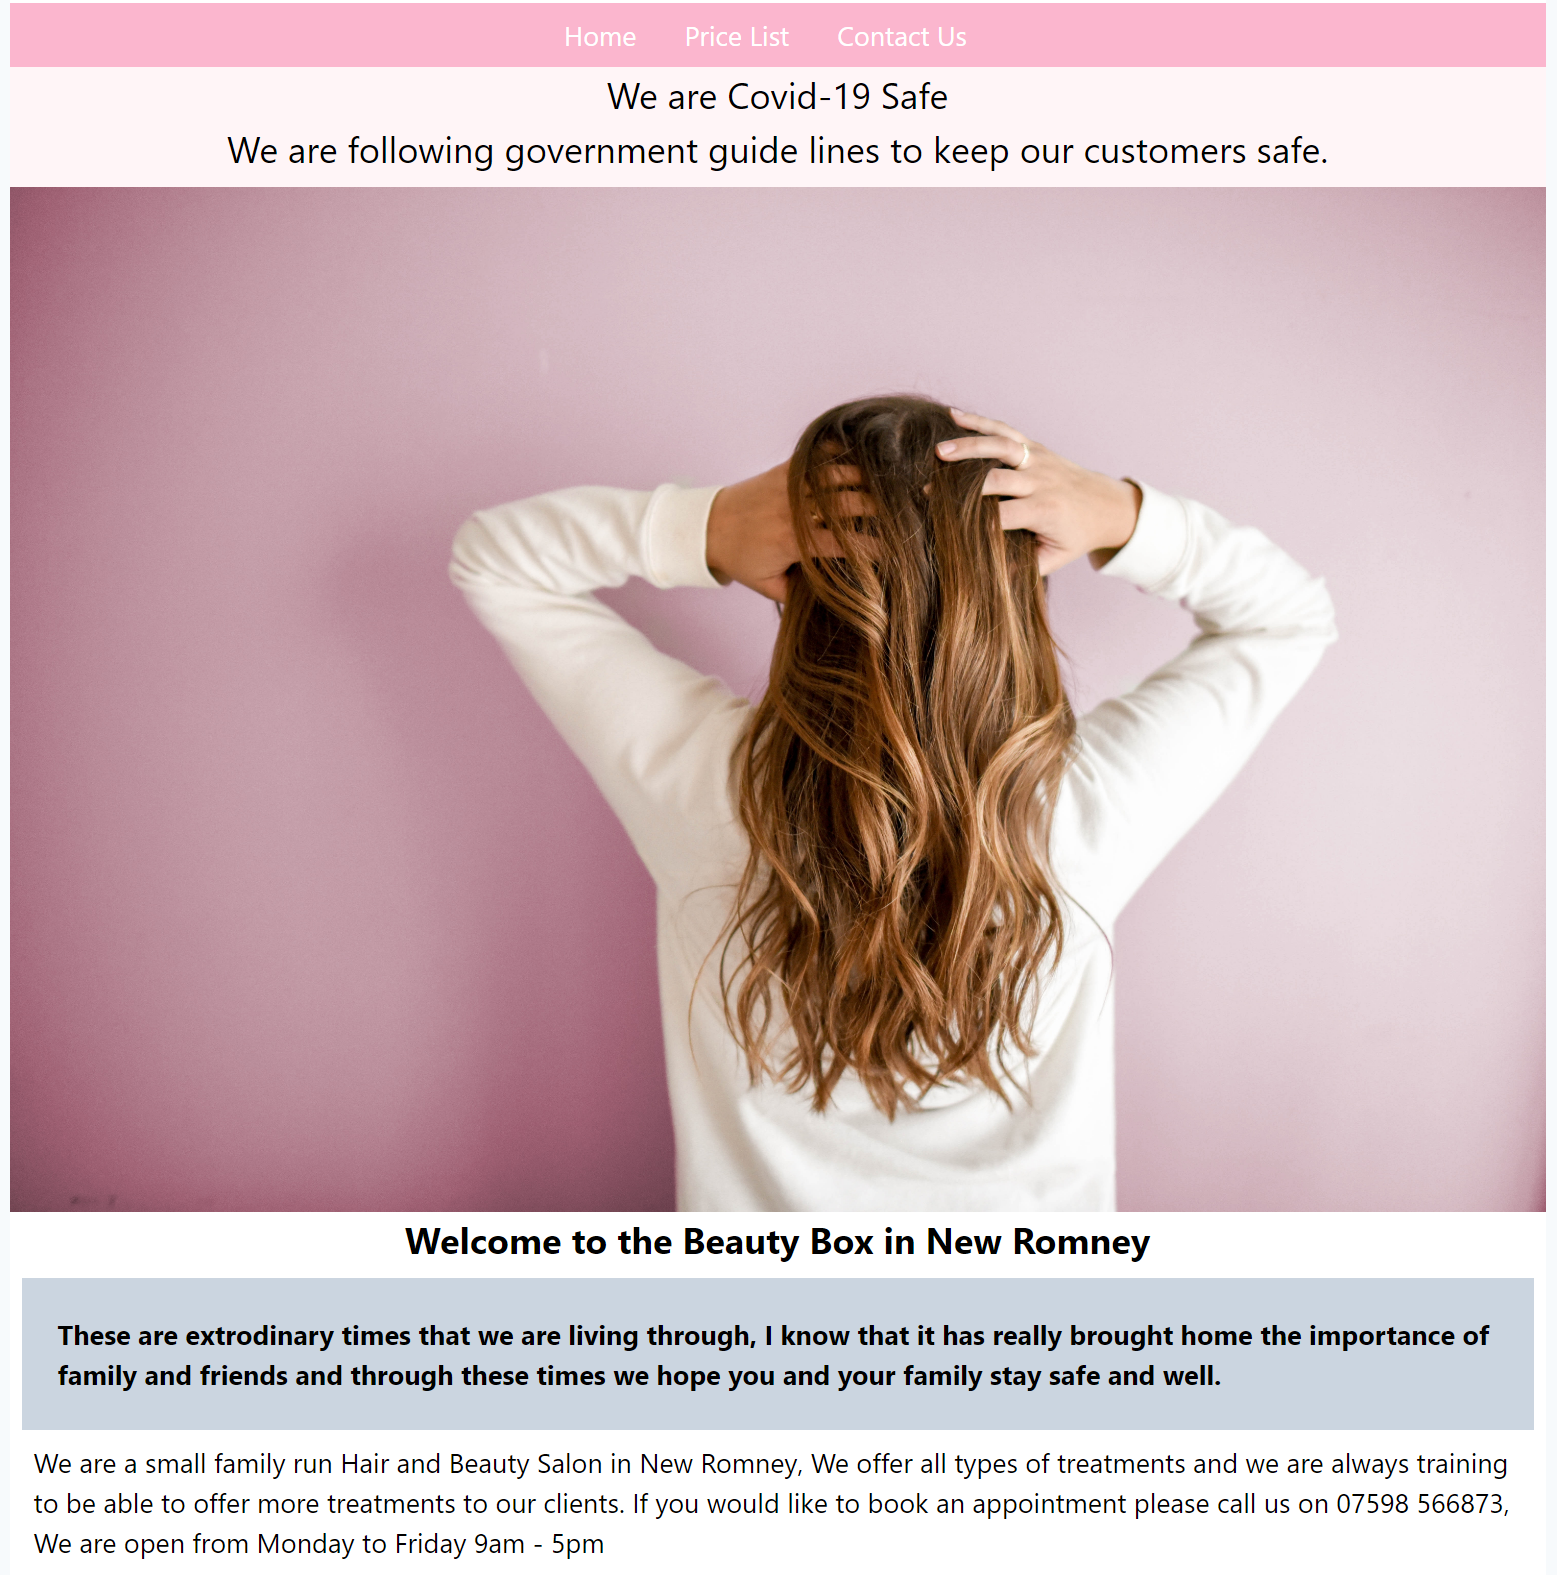 Home Price List Contact Us
We are Covid-19 Safe
We are following government guide lines to keep our customers safe.
Welcome to the Beauty Box in New Romney
These are extrodinary times that we are living through, I know that it has really brought home the importance of
family and friends and through these times we hope you and your family stay safe and well.
We are a small family run Hair and Beauty Salon in New Romney, We offer all types of treatments and we are always training
to be able to offer more treatments to our clients. If you would like to book an appointment please call us on 07598 566873,
We are open from Monday to Friday 9am - 5pm